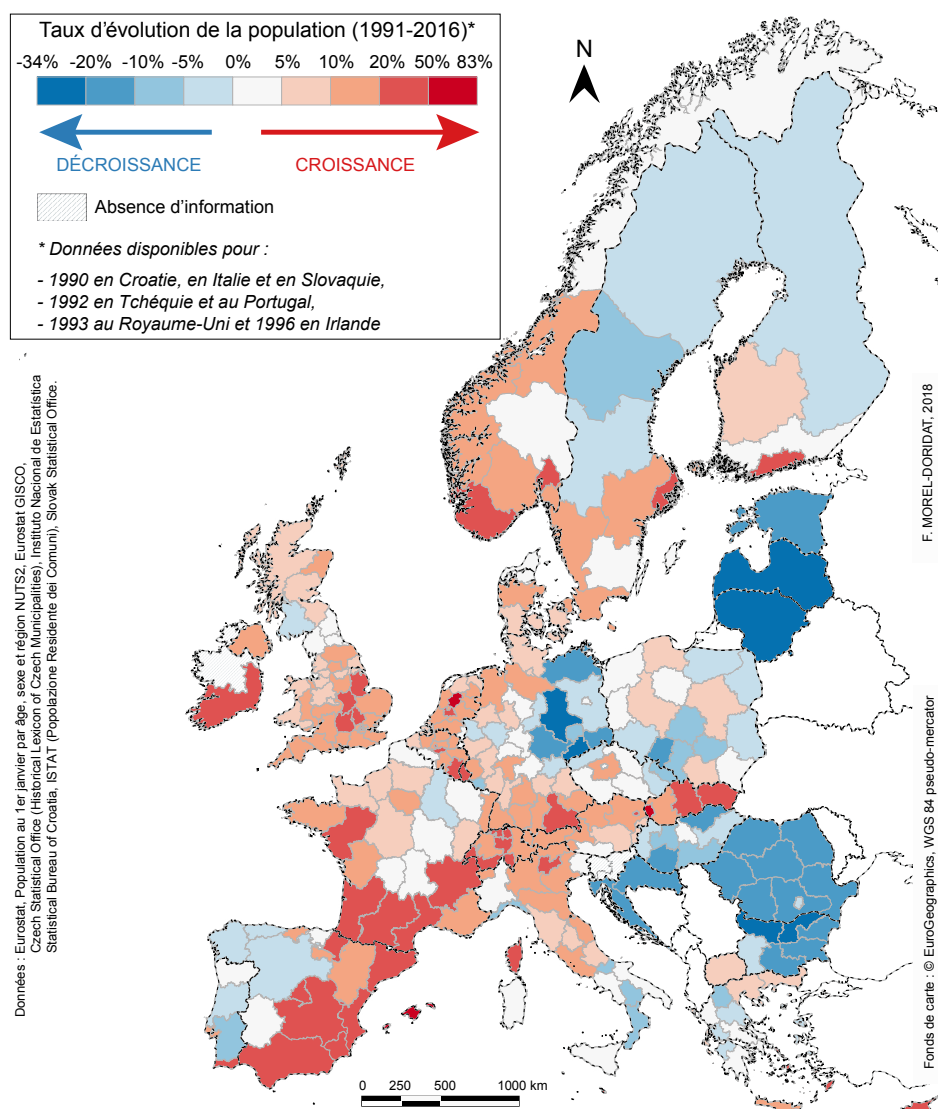 Taux d'évolution de la population (1991-2016)*
-34% -20% -10% -5% 0% 5% 10% 20% 50% 83%
DÉCROISSANCE CROISSANCE
Absence d'information
* Données disponibles pour :
- 1990 en Croatie, en Italie et en Slovaquie,
- 1992 en Tchéquie et au Portugal,
- 1993 au Royaume-Uni et 1996 en Irlande
N
Données : Eurostat, Population au 1er janvier par âge, sexe et région NUTS2, Eurostat GISCO,
Czech Statistical Office (Historical Lexicon of Czech Municipalities), Instituto Nacional de Estatística
Statistical Bureau of Croatia, ISTAT (Popolazione Residente dei Comuni), Slovak Statistical Office.
F. MOREL-DORIDAT, 2018
Fonds de carte : © EuroGeographics, WGS 84 pseudo-mercator
0 250 500 1000 km